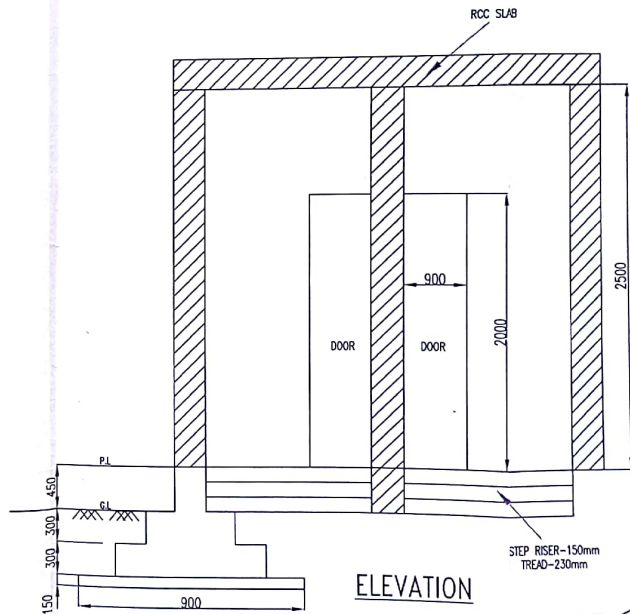 RCC SLAB
2500
900
2000
DOOR
DOOR
P.L
450
G.L
300
300
150
900
STEP RISER-150mm
TREAD-230mm
ELEVATION